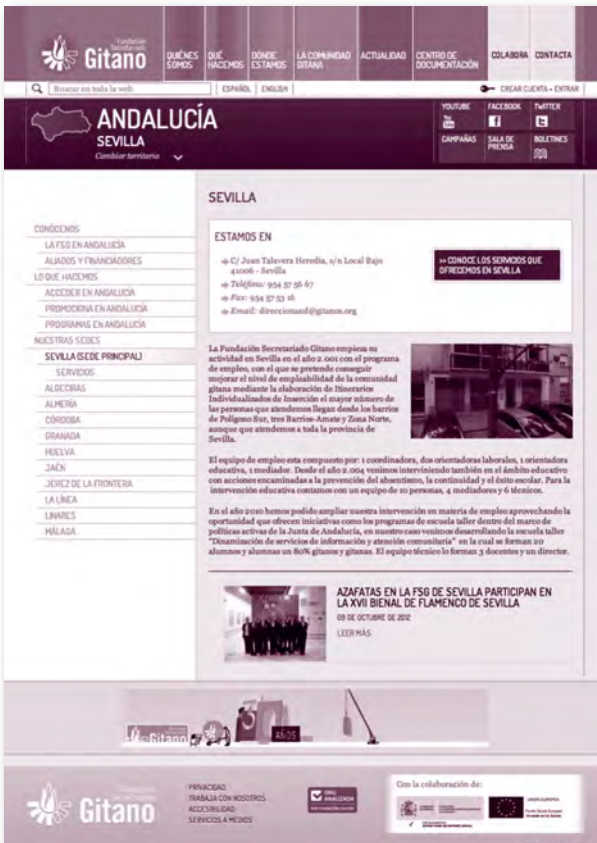 Fundación
Secretariado
Gitano
QUIÉNES SOMOS
QUÉ HACEMOS
DÓNDE ESTAMOS
LA COMUNIDAD GITANA
ACTUALIDAD
CENTRO DE DOCUMENTACIÓN
COLABORA
CONTACTA
Buscar en toda la web
ESPAÑOL
ENGLISH
CREAR CUENTA - ENTRAR
ANDALUCÍA
SEVILLA
Cambiar territorio
YOUTUBE
FACEBOOK
TWITTER
CAMPAÑAS
SALA DE PRENSA
BOLETINES
CONÓCENOS
LA FSG EN ANDALUCÍA
ALIADOS Y FINANCIADORES
LO QUE HACEMOS
ACCEDER EN ANDALUCÍA
PROMOCIONA EN ANDALUCÍA
PROGRAMAS EN ANDALUCÍA
NUESTRAS SEDES
SEVILLA (SEDE PRINCIPAL)
SERVICIOS
ALGECIRAS
ALMERÍA
CÓRDOBA
GRANADA
HUELVA
JAÉN
JEREZ DE LA FRONTERA
LA LÍNEA
LINARES
MÁLAGA
SEVILLA
ESTAMOS EN
C/ Juan Talavera Heredia, s/n Local Bajo
41006 - Sevilla
Teléfono: 954 57 56 67
Fax: 954 57 53 16
Email: direccionand@gitanos.org
>> CONOCE LOS SERVICIOS QUE
OFRECEMOS EN SEVILLA
La Fundación Secretariado Gitano empieza su
actividad en Sevilla en el año 2.001 con el programa
de empleo, con el que se pretende conseguir
mejorar el nivel de empleabilidad de la comunidad
gitana mediante la elaboración de Itinerarios
Individualizados de Inserción el mayor número de
las personas que atendemos llegan desde los barrios
de Polígono Sur, tres Barrios-Amate y Zona Norte,
aunque que atendemos a toda la provincia de
Sevilla.
El equipo de empleo esta compuesto por: 1 coordinadora, dos orientadoras laborales, 1 orientadora
educativa, 1 mediador. Desde el año 2.004 venimos interviniendo también en el ámbito educativo
con acciones encaminadas a la prevención del absentismo, la continuidad y el éxito escolar. Para la
intervención educativa contamos con un equipo de 10 personas, 4 mediadores y 6 técnicos.
En el año 2010 hemos podido ampliar nuestra intervención en materia de empleo aprovechando la
oportunidad que ofrecen iniciativas como los programas de escuela taller dentro del marco de
políticas activas de la Junta de Andalucía, en nuestro caso venimos desarrollando la escuela taller
"Dinamización de servicios de información y atención comunitaria" en la cual se forman 20
alumnos y alumnas un 80% gitanos y gitanas. El equipo técnico lo forman 3 docentes y un director.
AZAFATAS EN LA FSG DE SEVILLA PARTICIPAN EN
LA XVII BIENAL DE FLAMENCO DE SEVILLA
09 DE OCTUBRE DE 2012
LEER MÁS
Gitano
AÑOS
Gitano
PRIVACIDAD
TRABAJA CON NOSOTROS
ACCESIBILIDAD
SERVICIOS A MEDIOS
ONG
ANALIZADA
Con la colaboración de:
UNIÓN EUROPEA
Fondo Social Europeo